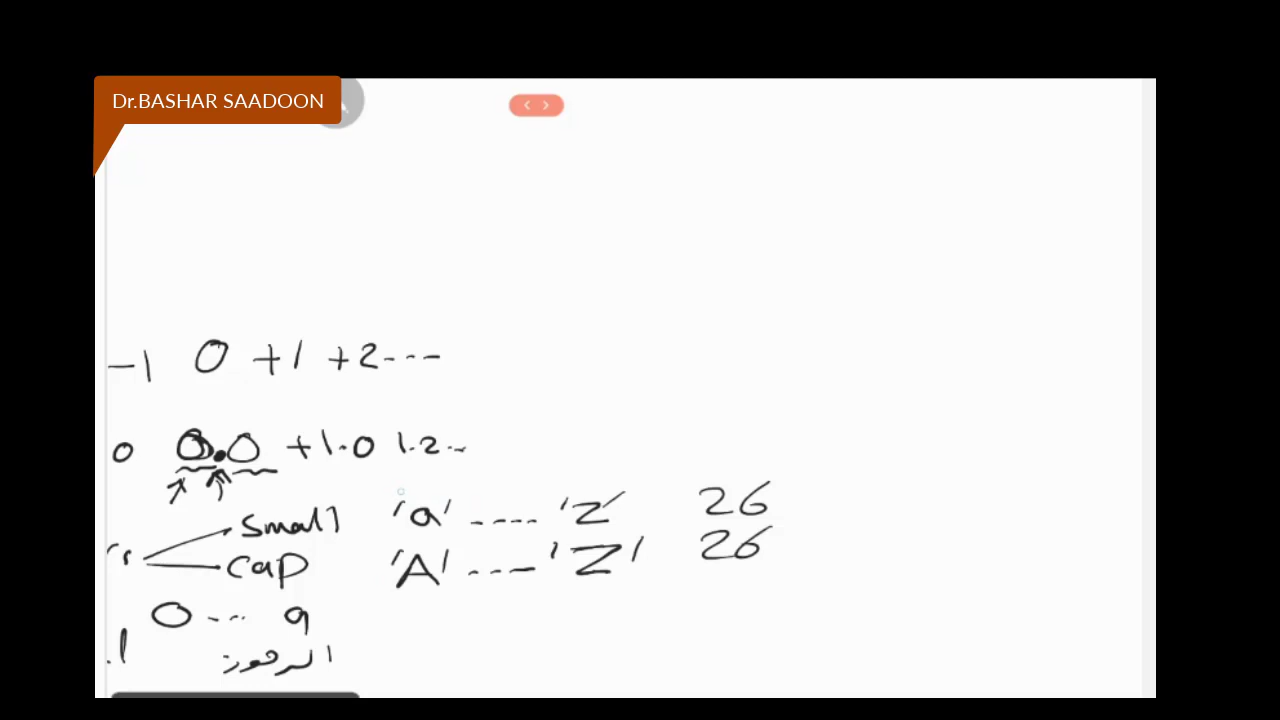 Dr.BASHAR SAADOON
-1 0 +1 +2----
0 0.0 +1.0 1.2--
small 'a' ---- 'z' 26
cap 'A' ---- 'Z' 26
0--- 9
الرموز